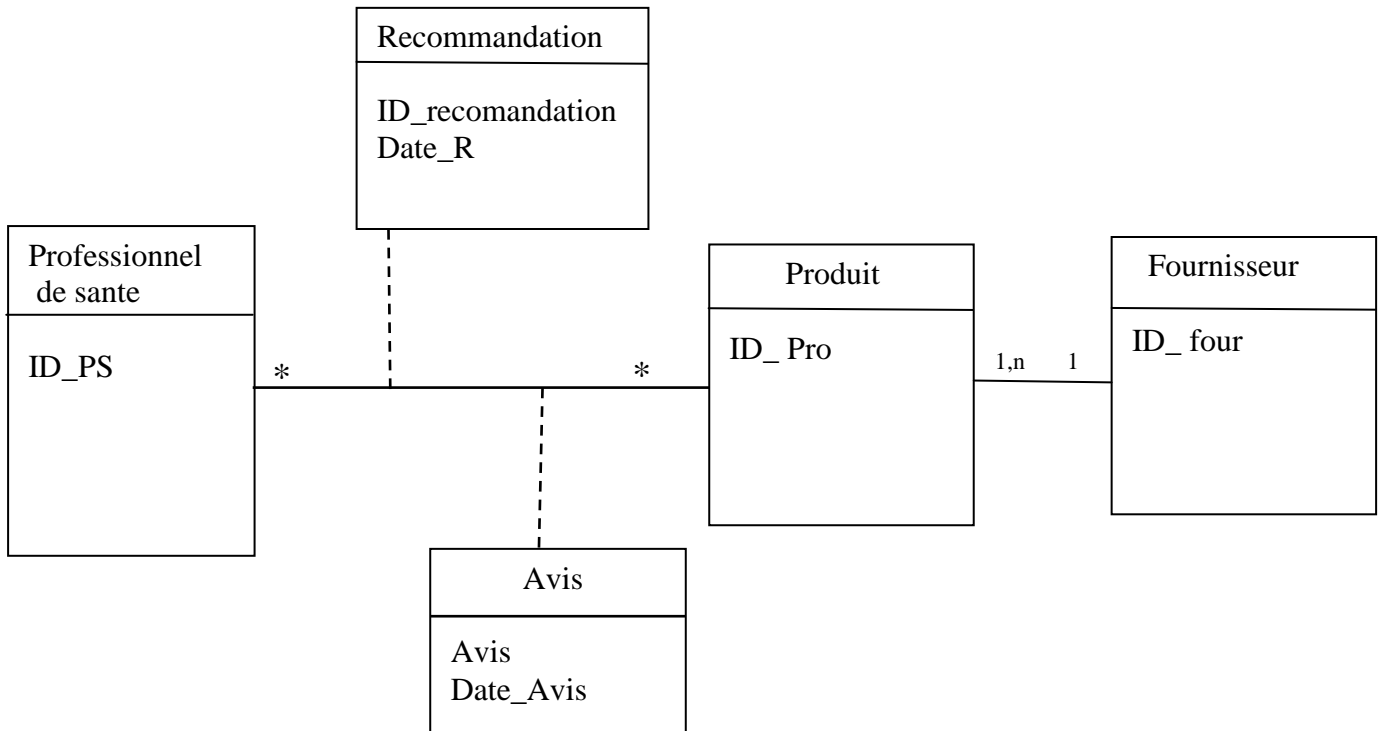 Recommandation
ID_recomandation
Date_R
Professionnel
de sante
ID_PS
*
*
Produit
ID_ Pro
1,n
1
Fournisseur
ID_ four
Avis
Avis
Date_Avis